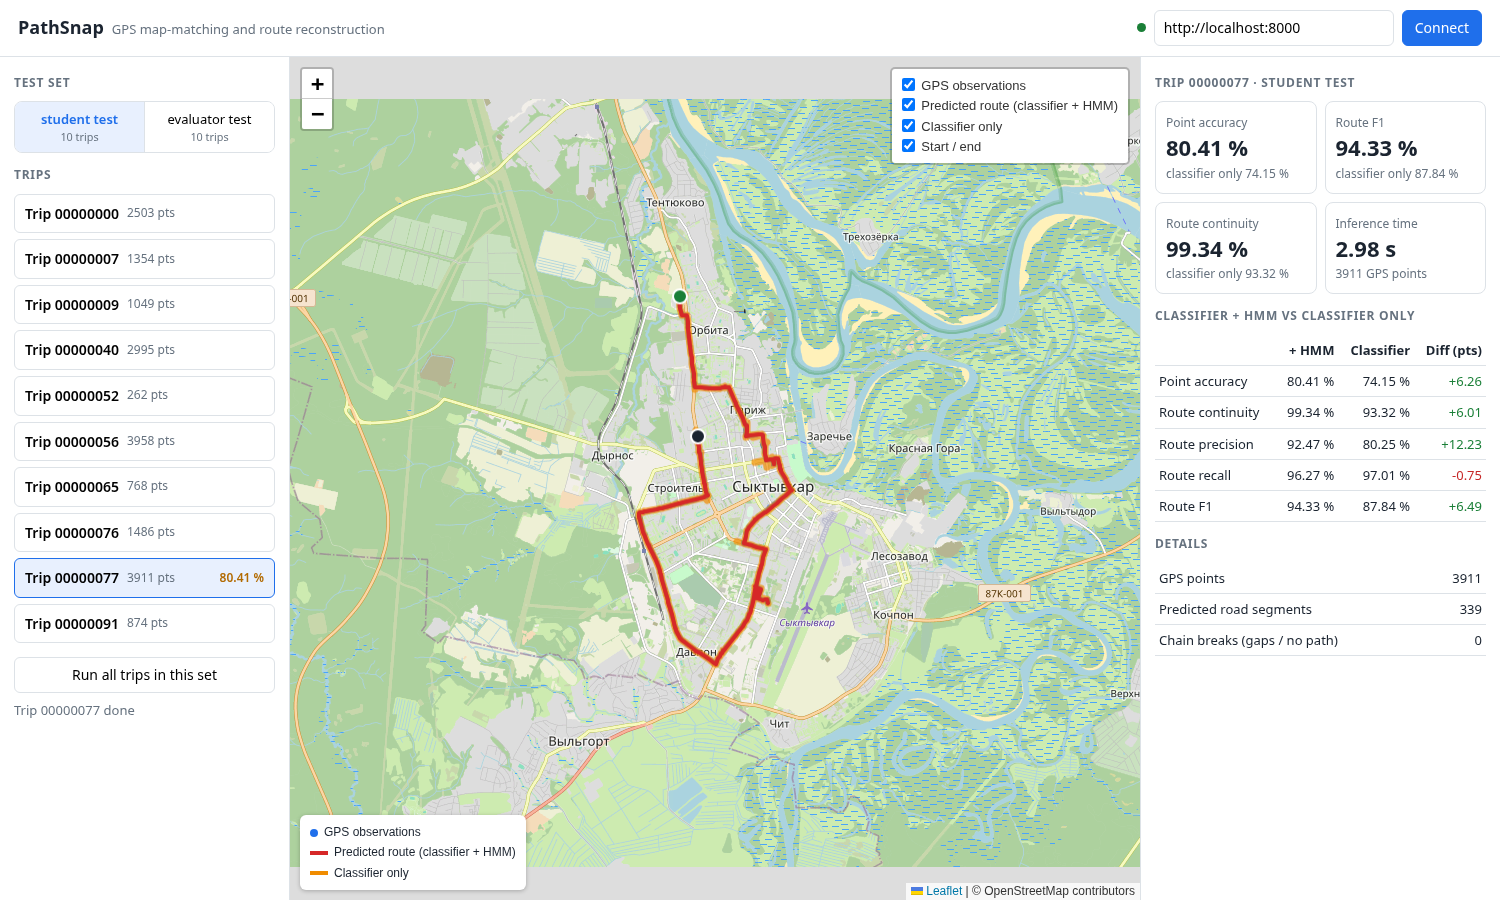 PathSnap GPS map-matching and route reconstruction
http://localhost:8000
Connect
TEST SET
student test
10 trips
evaluator test
10 trips
TRIPS
Trip 00000000 2503 pts
Trip 00000007 1354 pts
Trip 00000009 1049 pts
Trip 00000040 2995 pts
Trip 00000052 262 pts
Trip 00000056 3958 pts
Trip 00000065 768 pts
Trip 00000076 1486 pts
Trip 00000077 3911 pts 80.41 %
Trip 00000091 874 pts
Run all trips in this set
Trip 00000077 done
+
−
GPS observations
Predicted route (classifier + HMM)
Classifier only
Start / end
Тентюково
Трехозёрка
-001
Орбита
Париж
Заречье
Красная Гора
Дырнос
Строитель
Сыктывкар
Выльтыдор
Лесозавод
87K-001
Кочпон
Сыктывкар
Давпон
Чит
Выльгорт
GPS observations
Predicted route (classifier + HMM)
Classifier only
Leaflet | © OpenStreetMap contributors
TRIP 00000077 · STUDENT TEST
Point accuracy
80.41 %
classifier only 74.15 %
Route F1
94.33 %
classifier only 87.84 %
Route continuity
99.34 %
classifier only 93.32 %
Inference time
2.98 s
3911 GPS points
CLASSIFIER + HMM VS CLASSIFIER ONLY
+ HMM Classifier Diff (pts)
Point accuracy 80.41 % 74.15 % +6.26
Route continuity 99.34 % 93.32 % +6.01
Route precision 92.47 % 80.25 % +12.23
Route recall 96.27 % 97.01 % -0.75
Route F1 94.33 % 87.84 % +6.49
DETAILS
GPS points 3911
Predicted road segments 339
Chain breaks (gaps / no path) 0